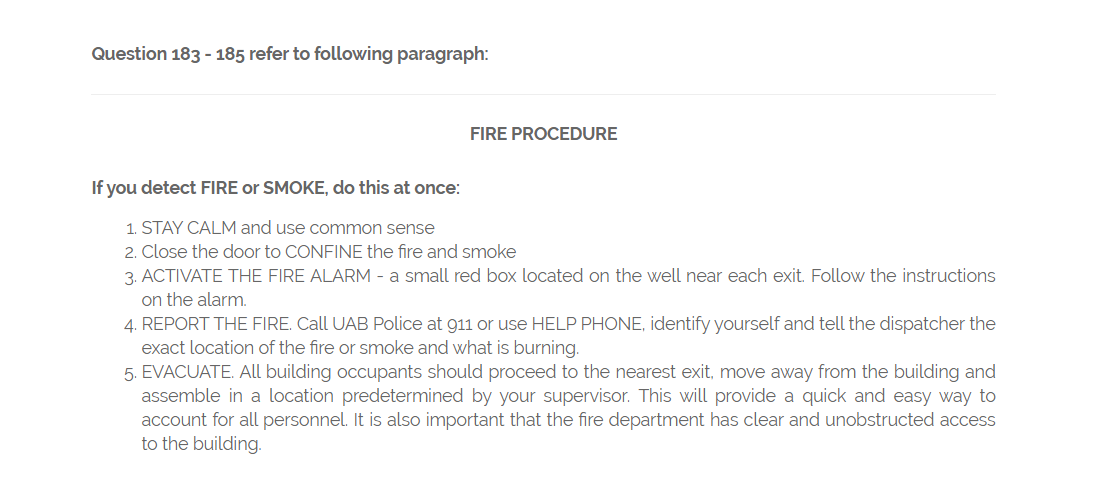 Question 183 - 185 refer to following paragraph:
FIRE PROCEDURE
If you detect FIRE or SMOKE, do this at once:
1. STAY CALM and use common sense
2. Close the door to CONFINE the fire and smoke
3. ACTIVATE THE FIRE ALARM - a small red box located on the well near each exit. Follow the instructions
on the alarm.
4. REPORT THE FIRE. Call UAB Police at 911 or use HELP PHONE, identify yourself and tell the dispatcher the
exact location of the fire or smoke and what is burning.
5. EVACUATE. All building occupants should proceed to the nearest exit, move away from the building and
assemble in a location predetermined by your supervisor. This will provide a quick and easy way to
account for all personnel. It is also important that the fire department has clear and unobstructed access
to the building.